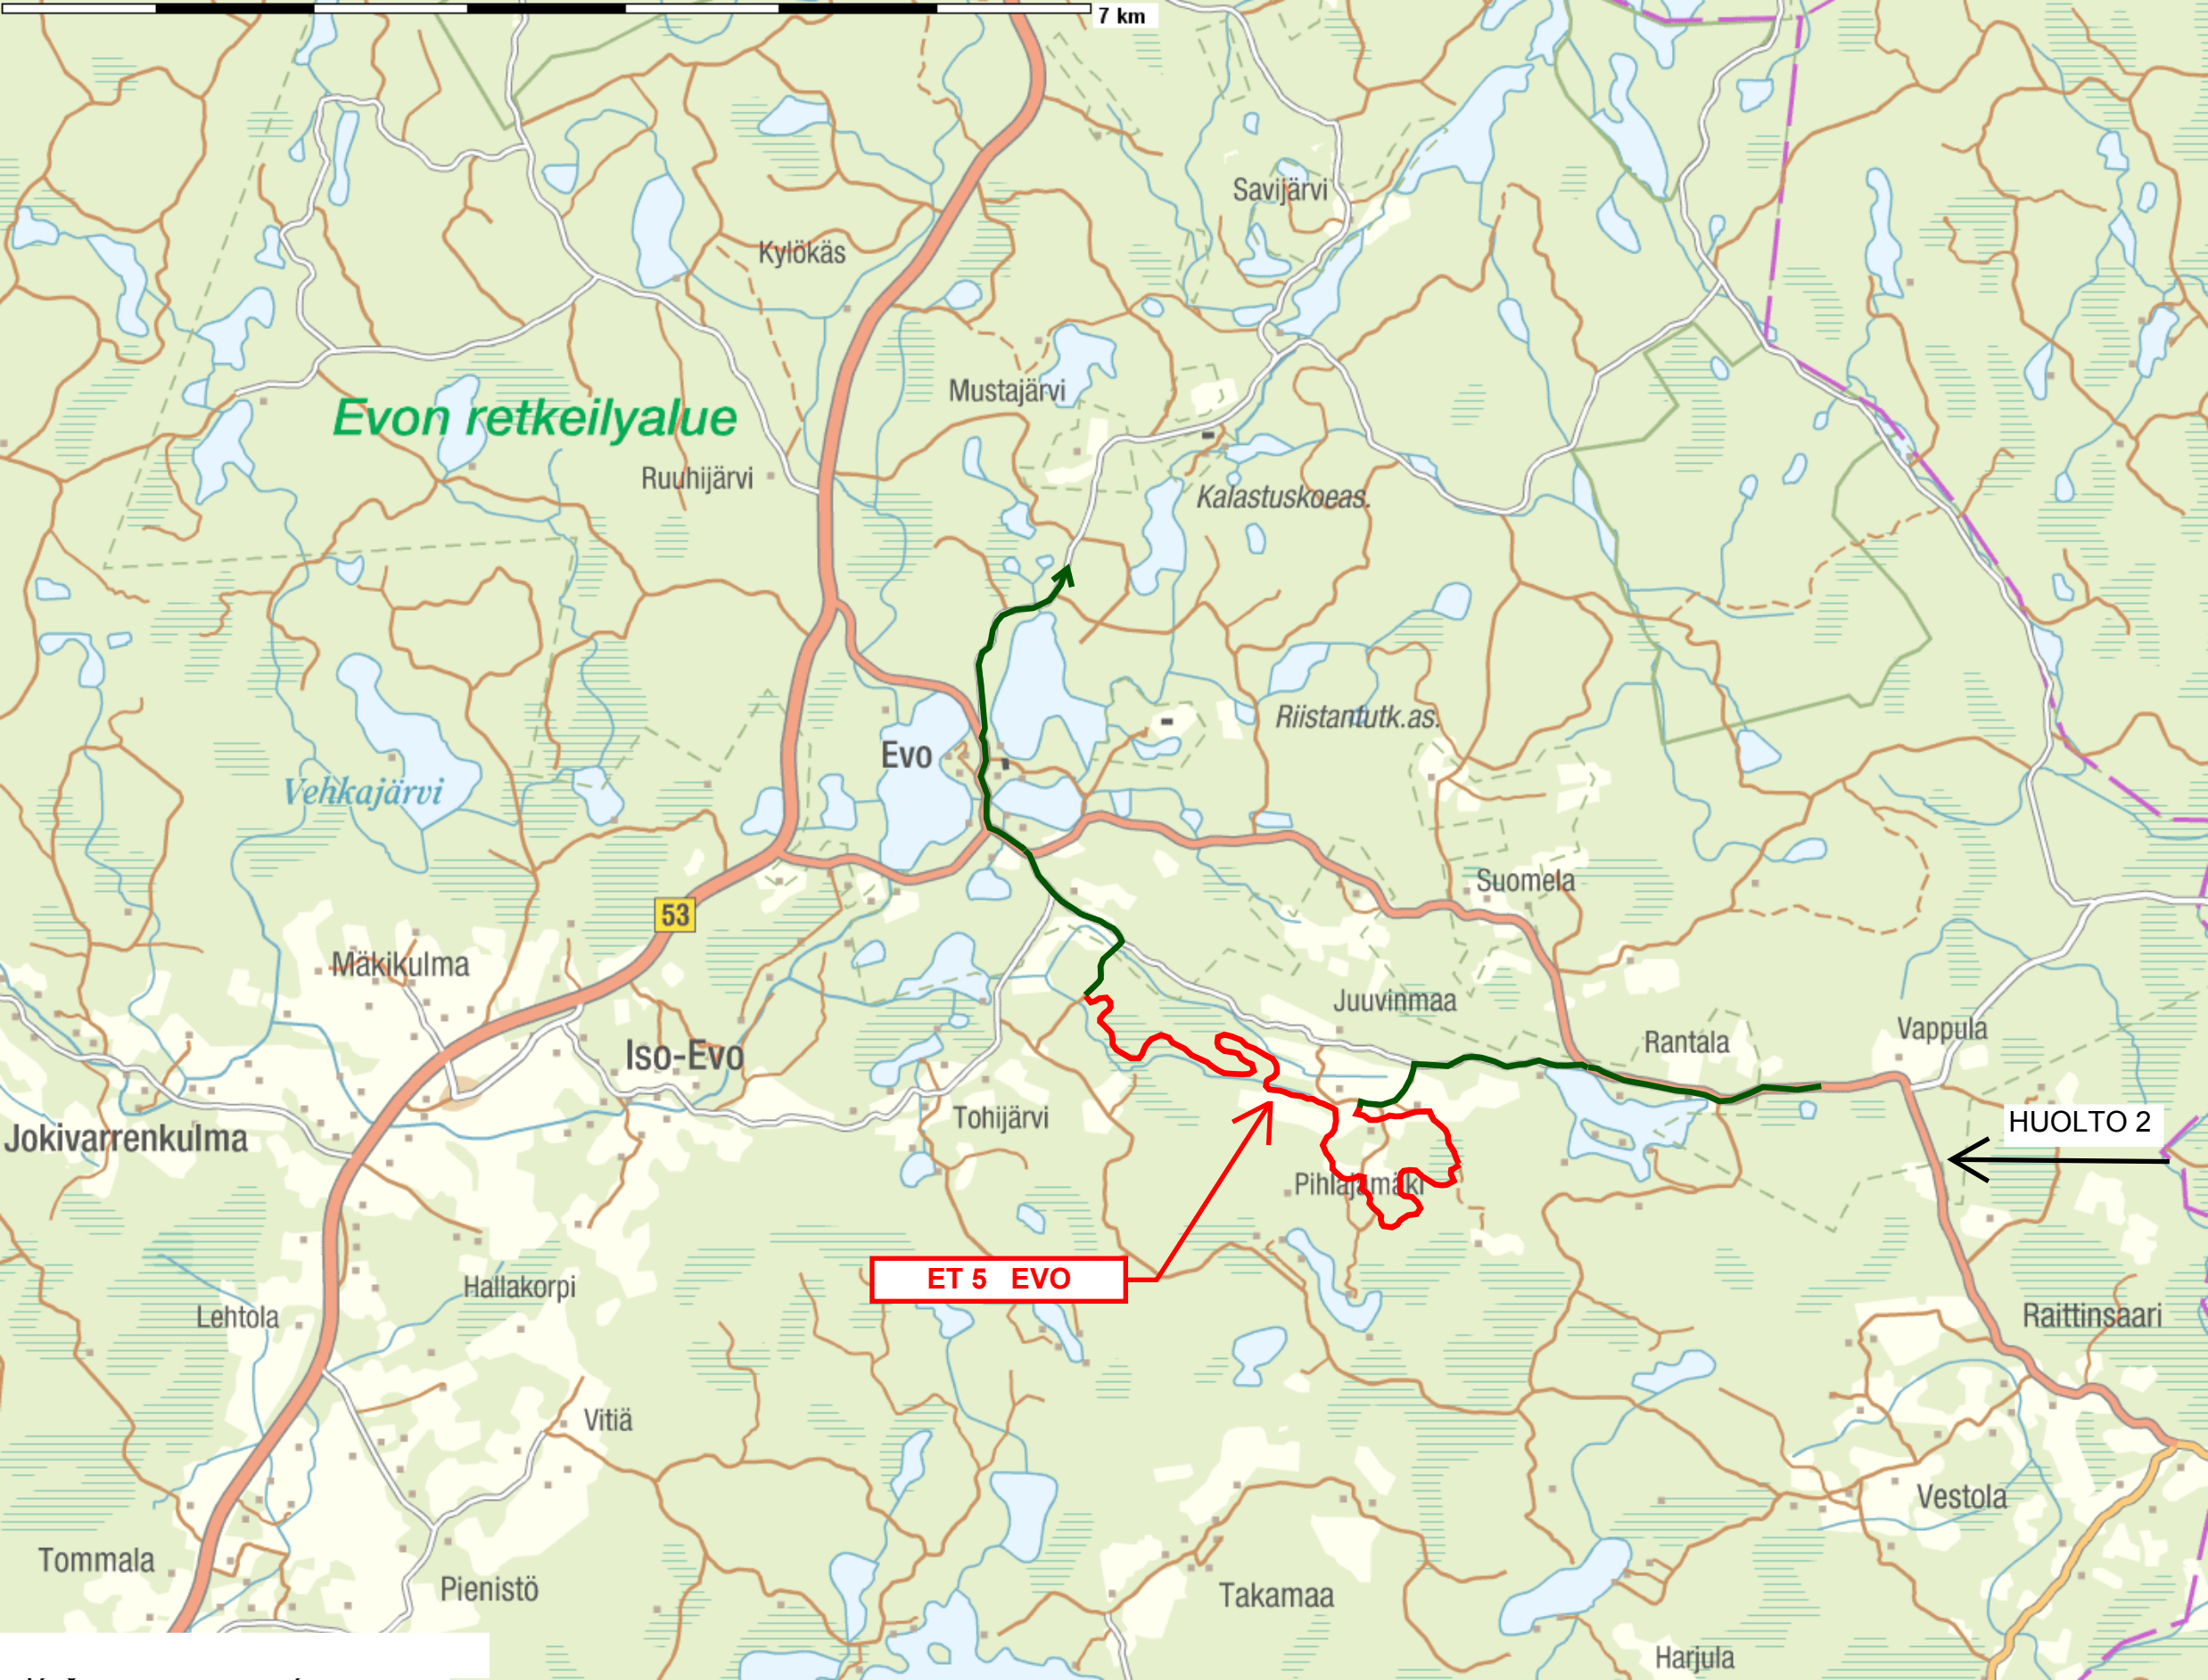 7 km
Savijärvi
Kylökäs
Mustajärvi
Evon retkeilyalue
Ruuhijärvi
Kalastuskoeas.
Riistantutk.as.
Evo
Vehkajärvi
Suomela
53
Mäkikulma
Juuvinmaa
Rantala
Vappula
Iso-Evo
Tohijärvi
HUOLTO 2
Jokivarrenkulma
Pihlajamäki
ET 5 EVO
Hallakorpi
Lehtola
Raittinsaari
Vitiä
Vestola
Tommala
Pienistö
Takamaa
Harjula